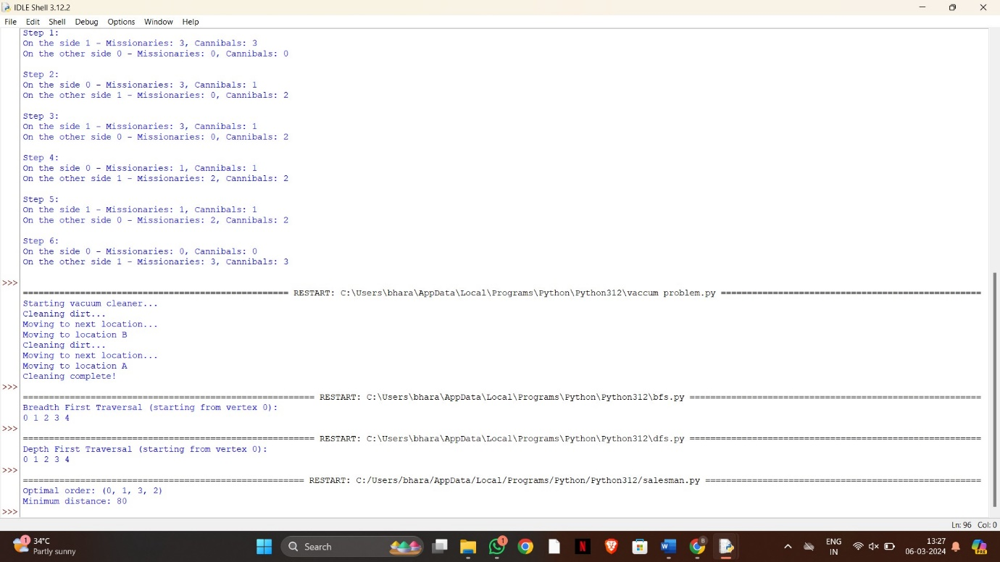 IDLE Shell 3.12.2
File Edit Shell Debug Options Window Help
Step 1:
On the side 1 - Missionaries: 3, Cannibals: 3
On the other side 0 - Missionaries: 0, Cannibals: 0
Step 2:
On the side 0 - Missionaries: 3, Cannibals: 1
On the other side 1 - Missionaries: 0, Cannibals: 2
Step 3:
On the side 1 - Missionaries: 3, Cannibals: 1
On the other side 0 - Missionaries: 0, Cannibals: 2
Step 4:
On the side 0 - Missionaries: 1, Cannibals: 1
On the other side 1 - Missionaries: 2, Cannibals: 2
Step 5:
On the side 1 - Missionaries: 1, Cannibals: 1
On the other side 0 - Missionaries: 2, Cannibals: 2
Step 6:
On the side 0 - Missionaries: 0, Cannibals: 0
On the other side 1 - Missionaries: 3, Cannibals: 3
>>>
=================================================== RESTART: C:\Users\bhara\AppData\Local\Programs\Python\Python312\vaccum problem.py ==================================================
Starting vacuum cleaner...
Cleaning dirt...
Moving to next location...
Moving to location B
Cleaning dirt...
Moving to next location...
Moving to location A
Cleaning complete!
>>>
======================================================== RESTART: C:\Users\bhara\AppData\Local\Programs\Python\Python312\bfs.py ========================================================
Breadth First Traversal (starting from vertex 0):
0 1 2 3 4
>>>
======================================================== RESTART: C:\Users\bhara\AppData\Local\Programs\Python\Python312\dfs.py ========================================================
Depth First Traversal (starting from vertex 0):
0 1 2 3 4
>>>
====================================================== RESTART: C:/Users/bhara/AppData/Local/Programs/Python/Python312/salesman.py =====================================================
Optimal order: (0, 1, 3, 2)
Minimum distance: 80
>>>
Ln: 96 Col: 0
1 34°C
Partly sunny
Search
1
B
ENG
IN
13:27
06-03-2024
PRE